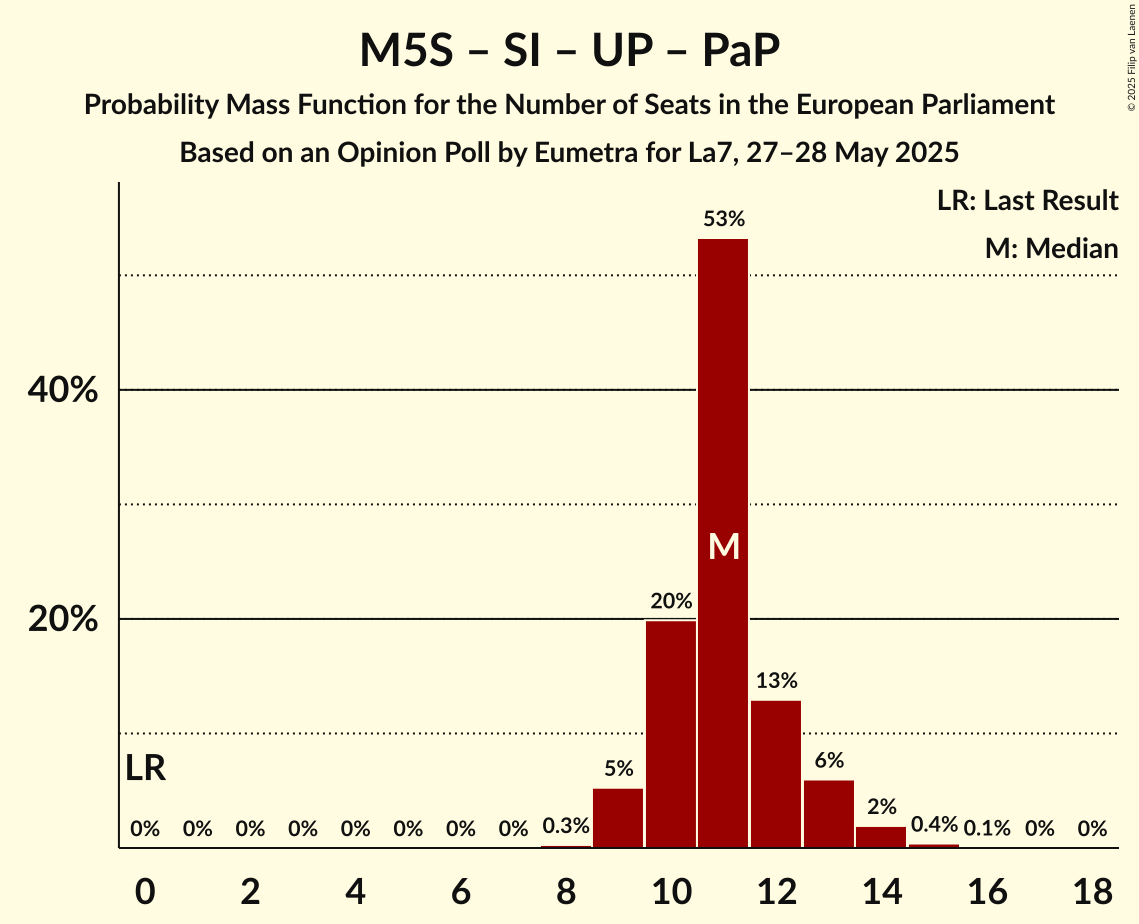 M5S – SI – UP – PaP
Probability Mass Function for the Number of Seats in the European Parliament
Based on an Opinion Poll by Eumetra for La7, 27–28 May 2025
© 2025 Filip van Laenen
LR: Last Result
M: Median
53%
40%
M
20%
20%
13%
LR
5%
6%
2%
0% 0% 0% 0% 0% 0% 0% 0% 0.3% 0.4% 0.1% 0% 0%
0 2 4 6 8 10 12 14 16 18